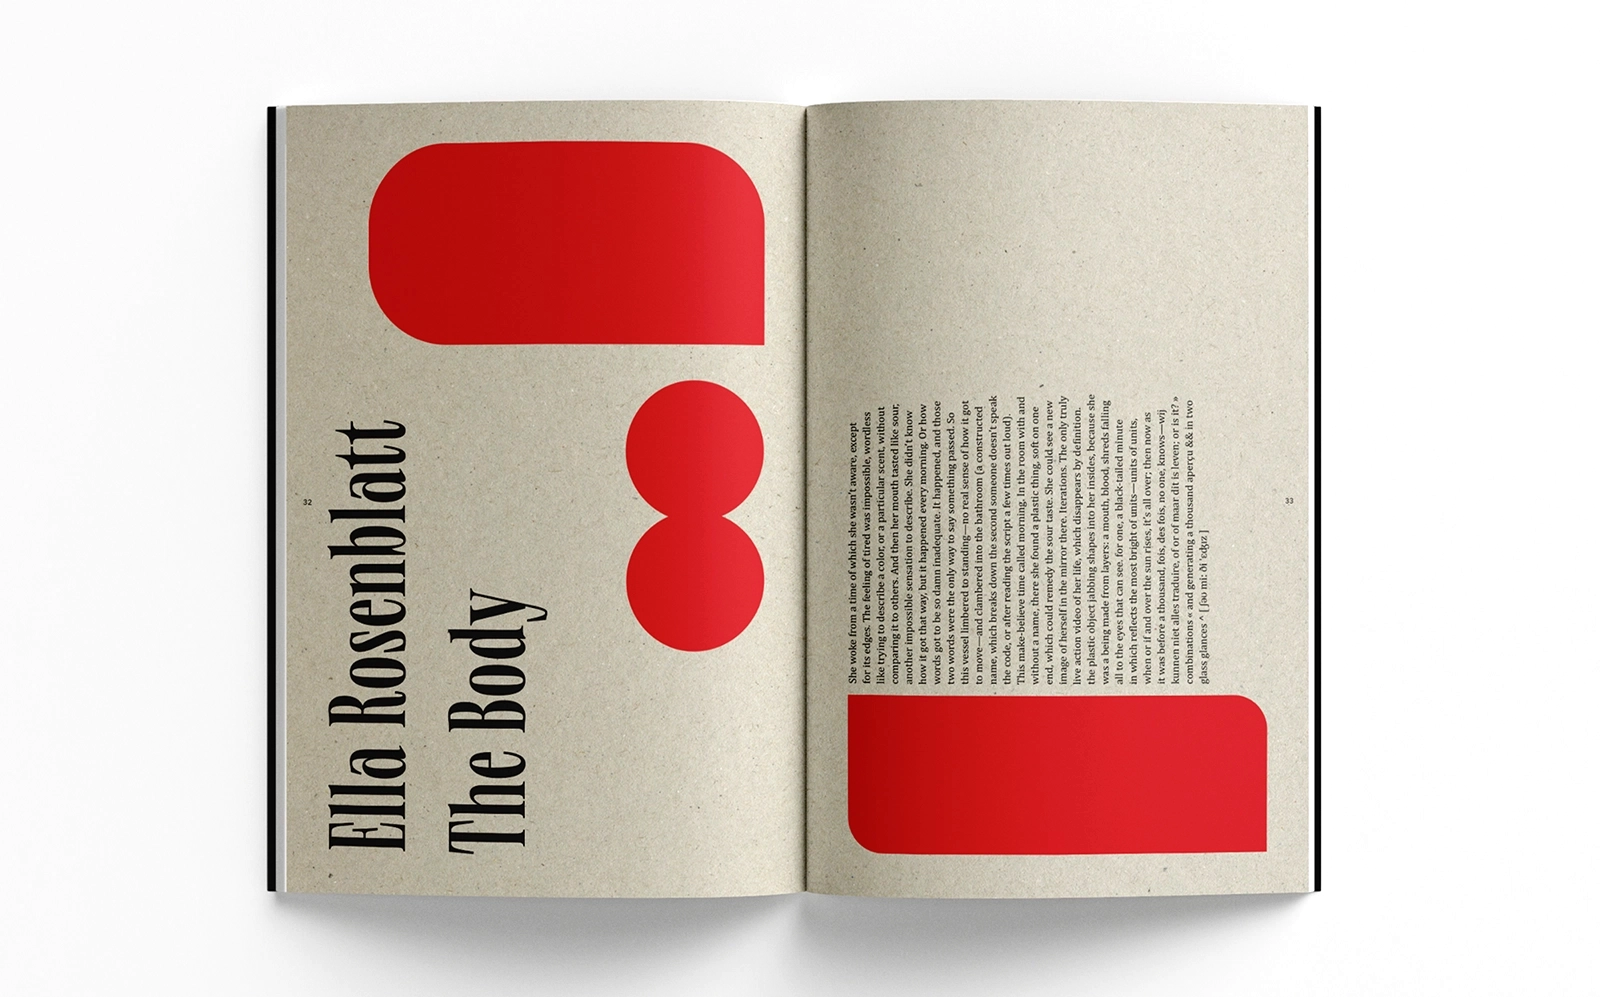 Ella Rosenblatt
The Body
32
She woke from a time of which she wasn't aware, except
for its edges. The feeling of tired was impossible, wordless
like trying to describe a color, or a particular scent, without
comparing it to others. And then her mouth tasted like sour,
another impossible sensation to describe. She didn't know
how it got that way, but it happened every morning. Or how
words got to be so damn inadequate. It happened, and those
two words were the only way to say something passed. So
this vessel limbered to standing—no real sense of how it got
to move—and clambered into the bathroom (a constructed
name, which breaks down the second someone doesn't speak
the code, or after reading the script a few times out loud).
This make-believe time called morning. In the room with and
without a name, there she found a plastic thing, soft on one
end, which could remedy the sour taste. She could see a new
image of herself in the mirror there. Iterations. The only truly
live action video of her life, which disappears by definition.
the plastic object jabbing shapes into her insides, because she
was a being made from layers: a mouth, blood, shreds falling
all to the eyes that can see. for one, a black-tailed minute
in which reflects the most bright of units—units of units,
when or if and over the sun rises, it's all over; then now as
it was before a thousand, fois, des fois, no one, knows—wij
kunnen niet alles traduire, of or of maar dit is leven; or is it? »
combinations « and generating a thousand aperçu && in two
glass glances ^ [ ʃəʊ mi: ði ˈɛʤɪz ]
33